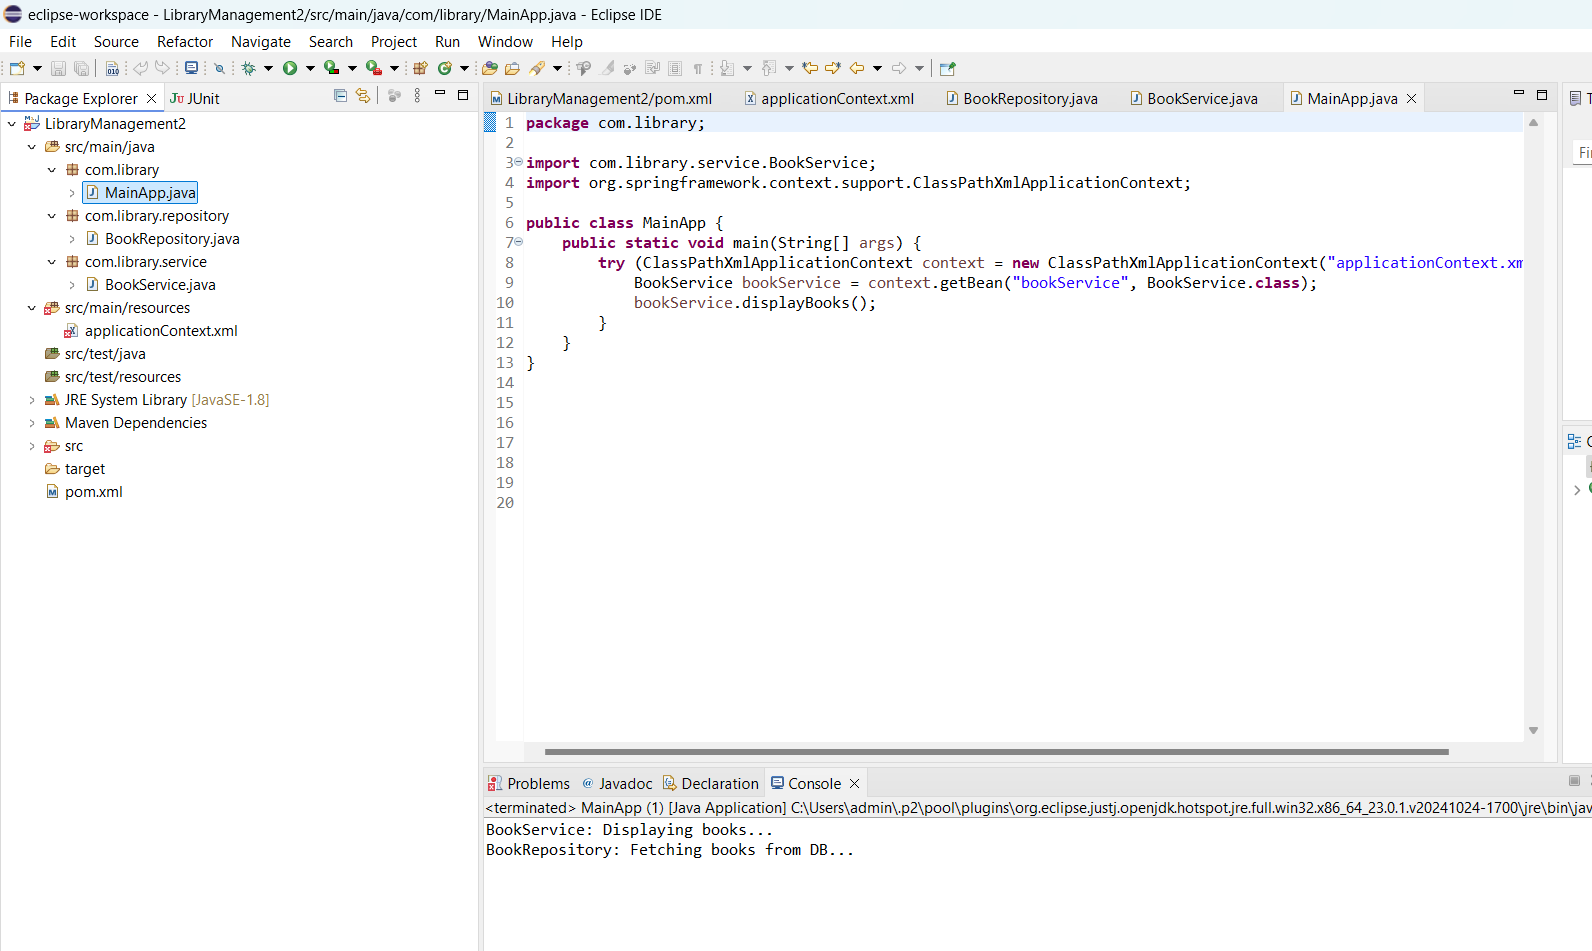 eclipse-workspace - LibraryManagement2/src/main/java/com/library/MainApp.java - Eclipse IDE
File Edit Source Refactor Navigate Search Project Run Window Help
Package Explorer JUnit
LibraryManagement2
src/main/java
com.library
MainApp.java
com.library.repository
BookRepository.java
com.library.service
BookService.java
src/main/resources
applicationContext.xml
src/test/java
src/test/resources
JRE System Library [JavaSE-1.8]
Maven Dependencies
src
target
pom.xml
LibraryManagement2/pom.xml applicationContext.xml BookRepository.java BookService.java MainApp.java
1 package com.library;
2
3 import com.library.service.BookService;
4 import org.springframework.context.support.ClassPathXmlApplicationContext;
5
6 public class MainApp {
7 public static void main(String[] args) {
8 try (ClassPathXmlApplicationContext context = new ClassPathXmlApplicationContext("applicationContext.xm
9 BookService bookService = context.getBean("bookService", BookService.class);
10 bookService.displayBooks();
11 }
12 }
13 }
14
15
16
17
18
19
20
Problems Javadoc Declaration Console
<terminated> MainApp (1) [Java Application] C:\Users\admin\.p2\pool\plugins\org.eclipse.justj.openjdk.hotspot.jre.full.win32.x86_64_23.0.1.v20241024-1700\jre\bin\jav
BookService: Displaying books...
BookRepository: Fetching books from DB...